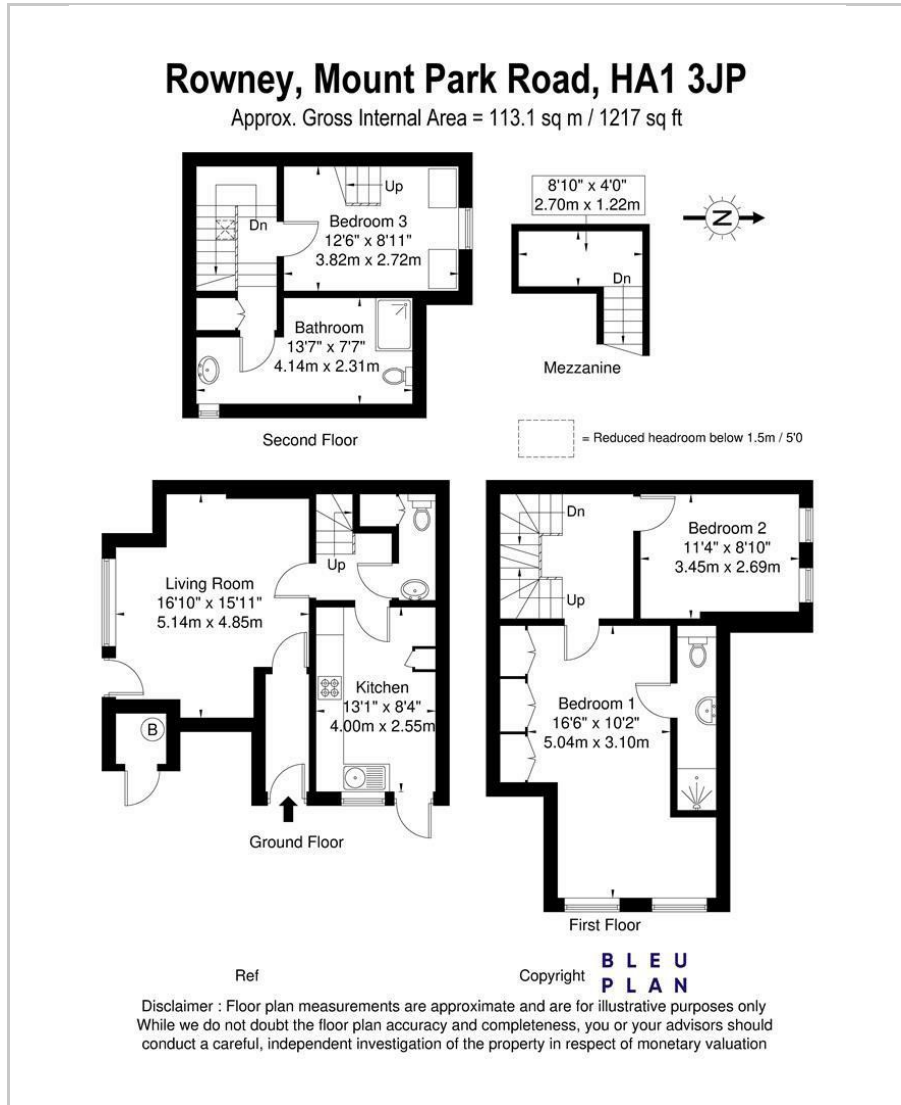 Rowney, Mount Park Road, HA1 3JP
Approx. Gross Internal Area = 113.1 sq m / 1217 sq ft
Up
Dn
Bedroom 3
12'6" x 8'11"
3.82m x 2.72m
Bathroom
13'7" x 7'7"
4.14m x 2.31m
Second Floor
8'10" x 4'0"
2.70m x 1.22m
Dn
Mezzanine
N
= Reduced headroom below 1.5m / 5'0
Living Room
16'10" x 15'11"
5.14m x 4.85m
Up
Kitchen
13'1" x 8'4"
4.00m x 2.55m
B
Ground Floor
Dn
Up
Bedroom 2
11'4" x 8'10"
3.45m x 2.69m
Bedroom 1
16'6" x 10'2"
5.04m x 3.10m
First Floor
Ref
Copyright
BLEU
PLAN
Disclaimer : Floor plan measurements are approximate and are for illustrative purposes only
While we do not doubt the floor plan accuracy and completeness, you or your advisors should
conduct a careful, independent investigation of the property in respect of monetary valuation